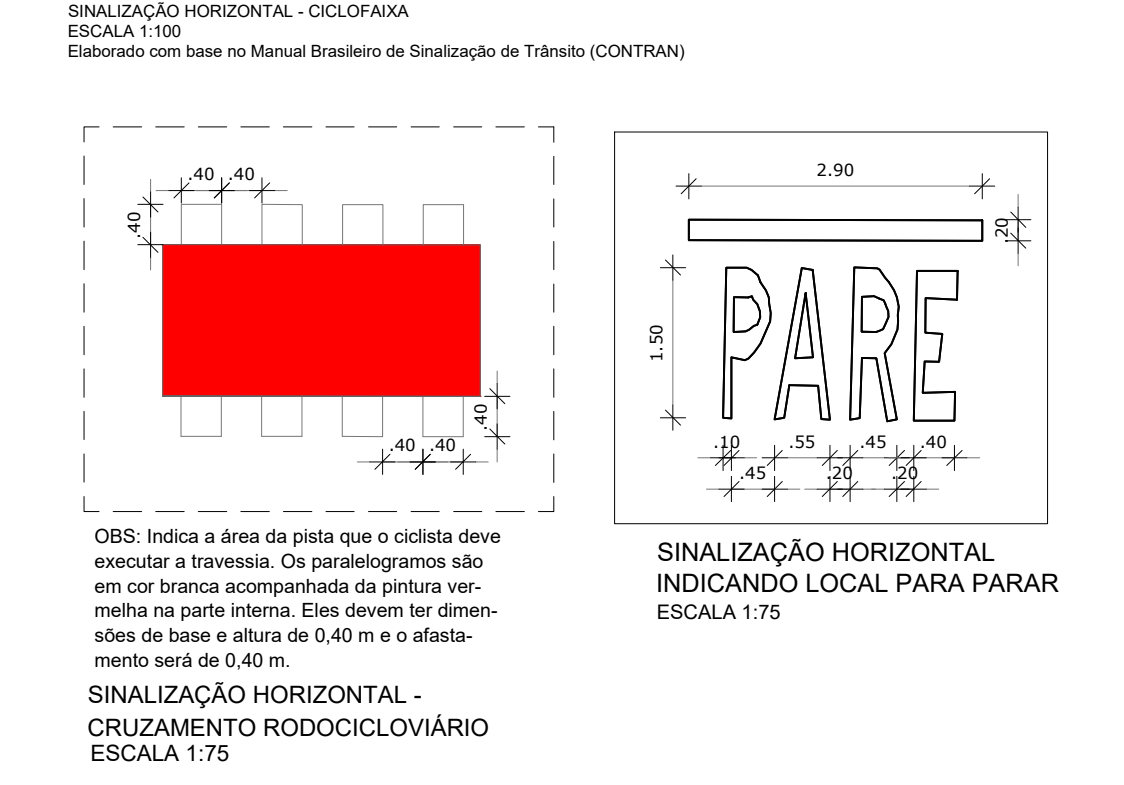 SINALIZAÇÃO HORIZONTAL - CICLOFAIXA
ESCALA 1:100
Elaborado com base no Manual Brasileiro de Sinalização de Trânsito (CONTRAN)
.40 .40
.40
.40
.40 .40
OBS: Indica a área da pista que o ciclista deve
executar a travessia. Os paralelogramos são
em cor branca acompanhada da pintura ver-
melha na parte interna. Eles devem ter dimen-
sões de base e altura de 0,40 m e o afasta-
mento será de 0,40 m.
SINALIZAÇÃO HORIZONTAL -
CRUZAMENTO RODOCICLOVIÁRIO
ESCALA 1:75
2.90
.20
PARE
1.50
.10 .55 .45 .40
.45 .20 .20
SINALIZAÇÃO HORIZONTAL
INDICANDO LOCAL PARA PARAR
ESCALA 1:75